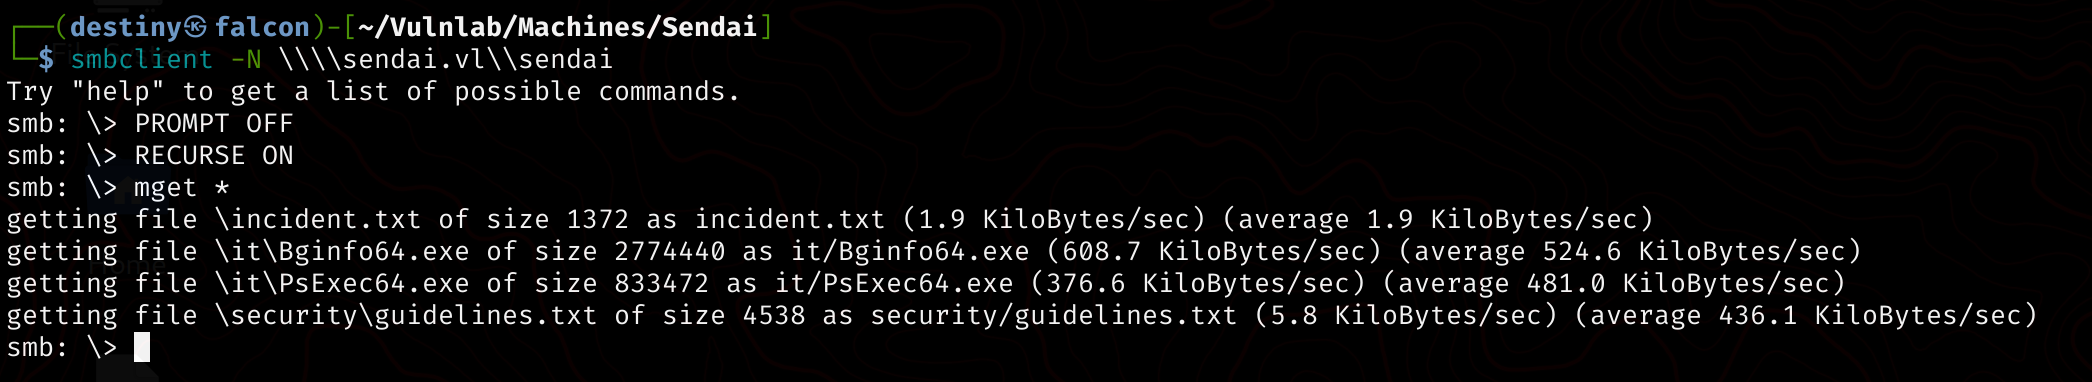 ┌──(destiny㉿falcon)-[~/Vulnlab/Machines/Sendai]
└─$ smbclient -N \\\\sendai.vl\\sendai
Try "help" to get a list of possible commands.
smb: \> PROMPT OFF
smb: \> RECURSE ON
smb: \> mget *
getting file \incident.txt of size 1372 as incident.txt (1.9 KiloBytes/sec) (average 1.9 KiloBytes/sec)
getting file \it\Bginfo64.exe of size 2774440 as it/Bginfo64.exe (608.7 KiloBytes/sec) (average 524.6 KiloBytes/sec)
getting file \it\PsExec64.exe of size 833472 as it/PsExec64.exe (376.6 KiloBytes/sec) (average 481.0 KiloBytes/sec)
getting file \security\guidelines.txt of size 4538 as security/guidelines.txt (5.8 KiloBytes/sec) (average 436.1 KiloBytes/sec)
smb: \>